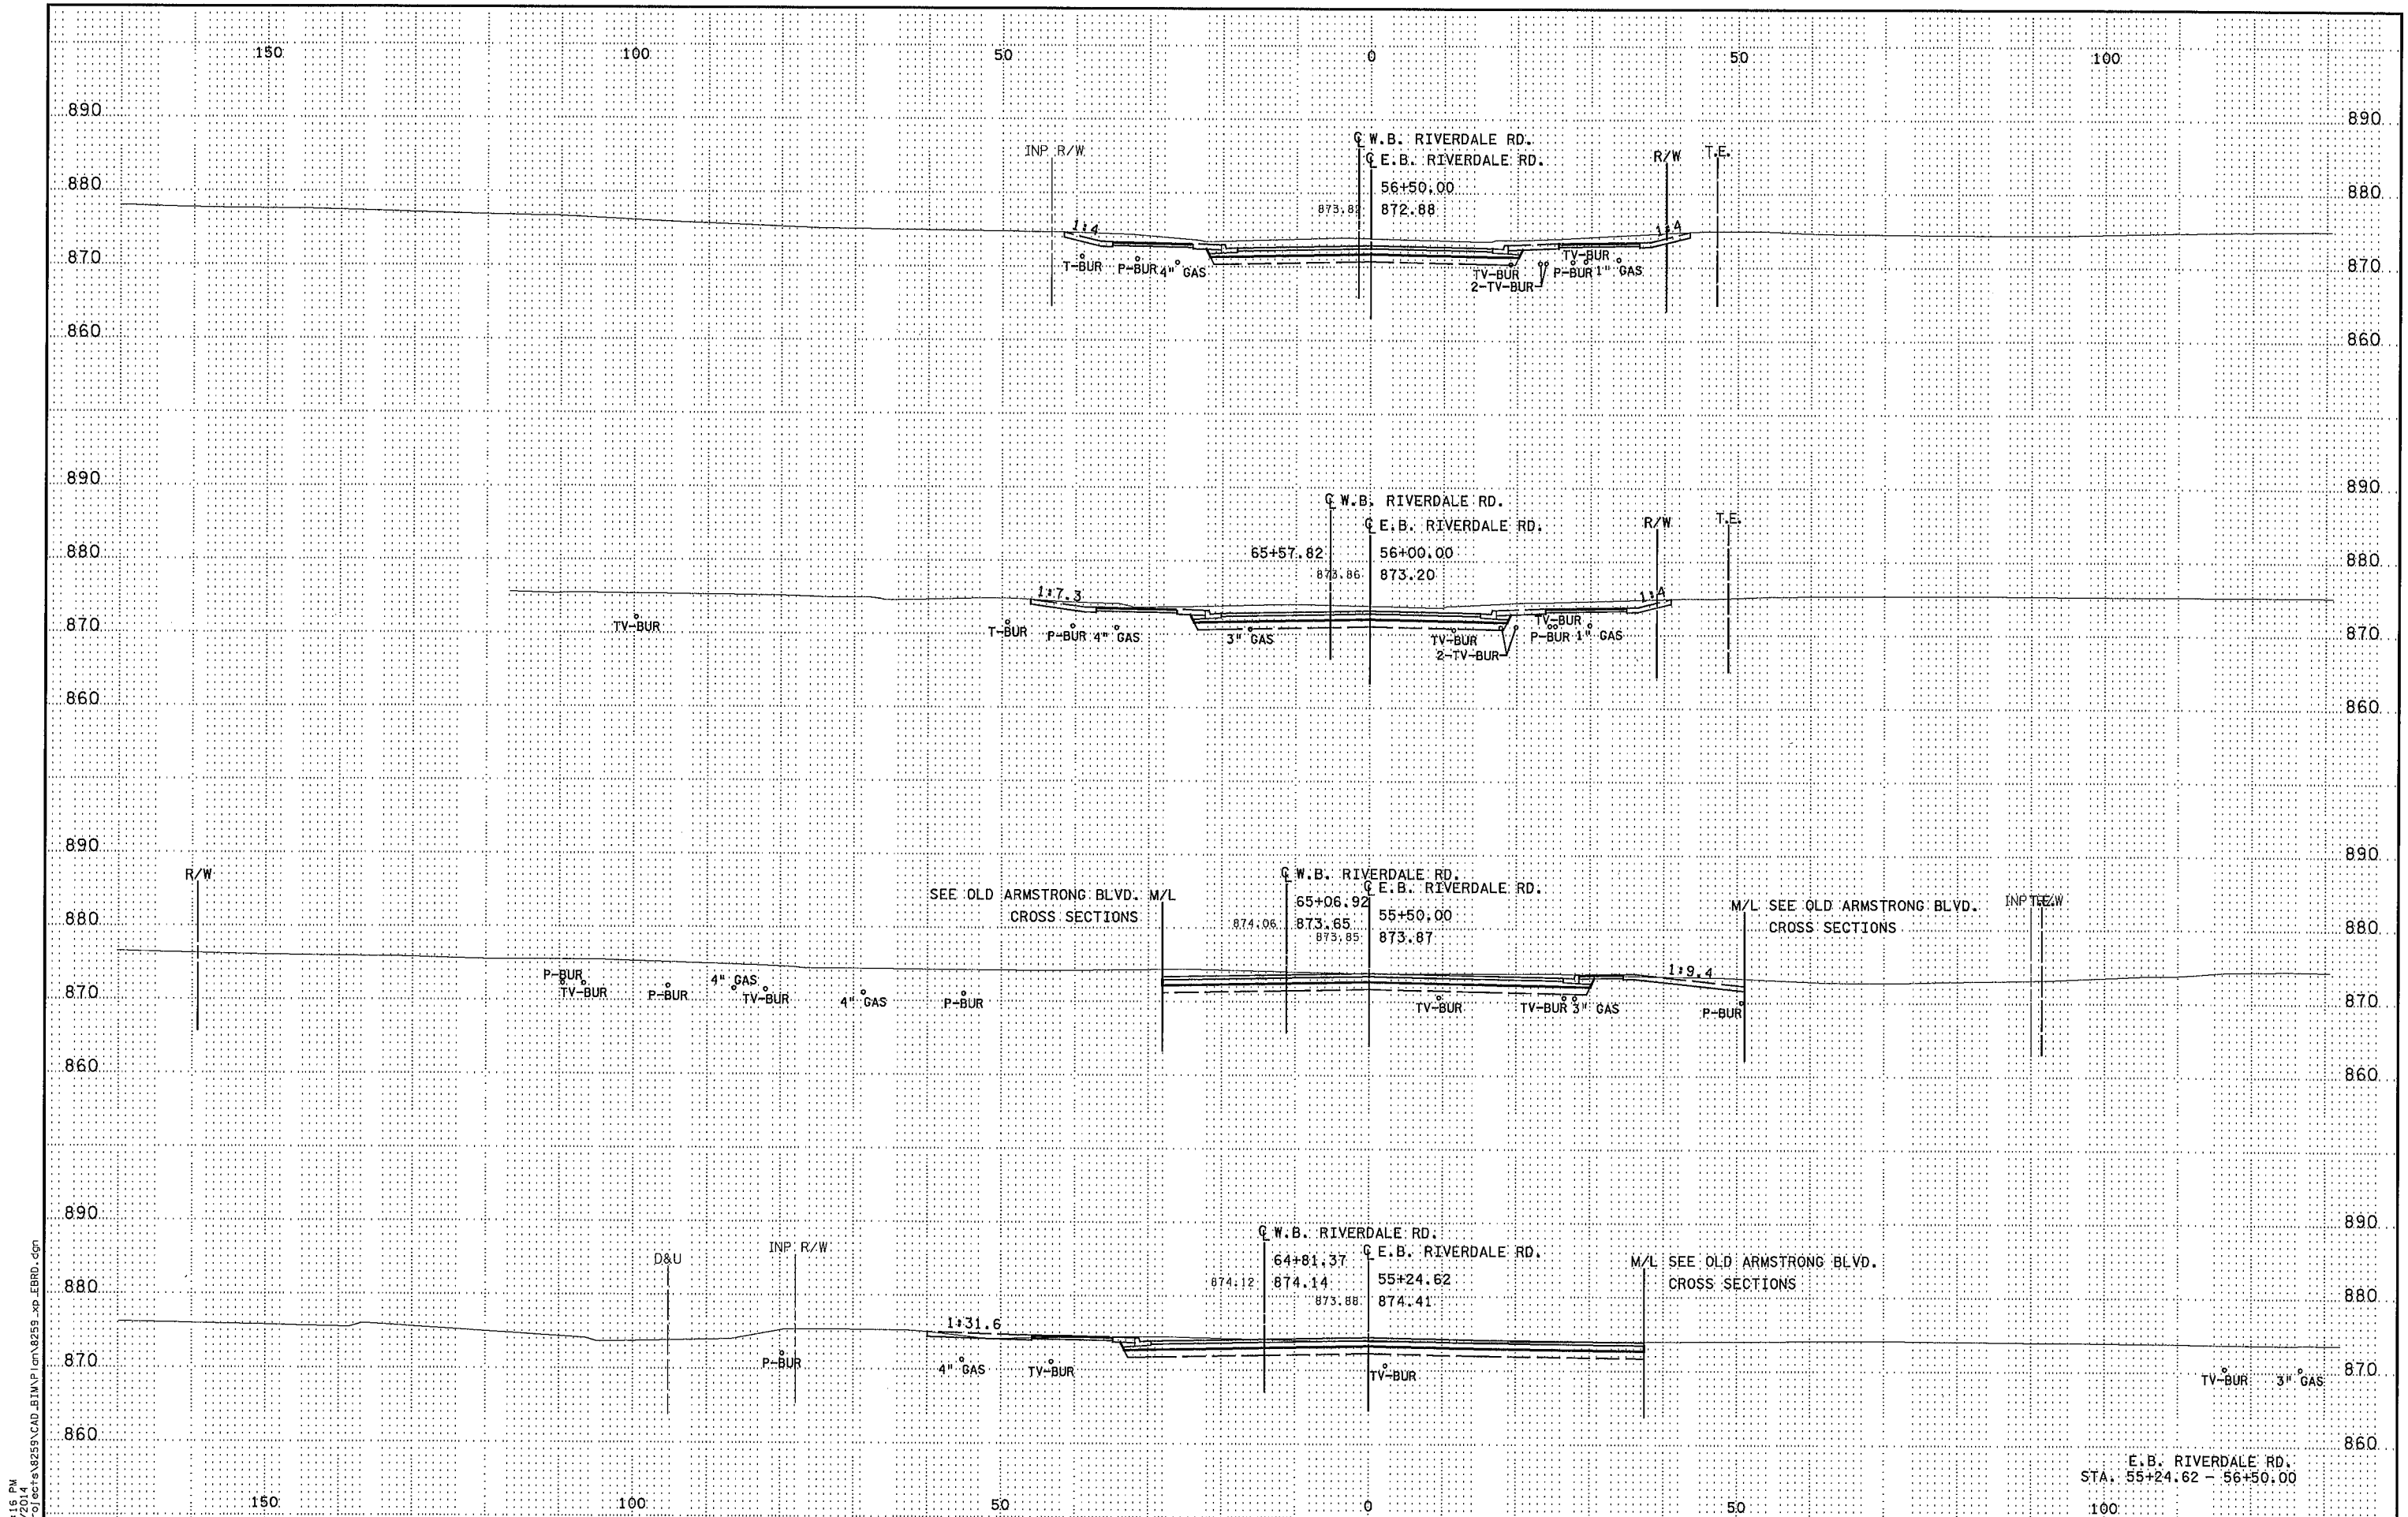 150 100 50 0 50 100
890 890
℄ W.B. RIVERDALE RD.
INP R/W ℄ E.B. RIVERDALE RD. R/W T.E.
880 56+50.00 880
873.82 872.88
1:4 1:4
870 T-BUR P-BUR 4" GAS TV-BUR TV-BUR P-BUR 1" GAS 870
2-TV-BUR
860 860
890 890
℄ W.B. RIVERDALE RD.
℄ E.B. RIVERDALE RD. R/W T.E.
880 65+57.82 56+00.00 880
873.86 873.20
1:7.3 1:4
870 TV-BUR T-BUR P-BUR 4" GAS 3" GAS TV-BUR TV-BUR P-BUR 1" GAS 870
2-TV-BUR
860 860
890 890
R/W ℄ W.B. RIVERDALE RD.
SEE OLD ARMSTRONG BLVD. M/L ℄ E.B. RIVERDALE RD.
65+06.92 M/L SEE OLD ARMSTRONG BLVD. INP R/W T.E.
CROSS SECTIONS 55+50.00 CROSS SECTIONS
880 874.06 873.65 880
873.85 873.87
P-BUR 4" GAS 1:9.4
870 TV-BUR P-BUR TV-BUR 4" GAS P-BUR TV-BUR TV-BUR 3" GAS P-BUR 870
860 860
890 890
℄ W.B. RIVERDALE RD.
D&U INP R/W ℄ E.B. RIVERDALE RD.
64+81.37 M/L SEE OLD ARMSTRONG BLVD.
880 874.12 874.14 55+24.62 CROSS SECTIONS 880
873.88 874.41
1:31.6
870 P-BUR 4" GAS TV-BUR TV-BUR TV-BUR 3" GAS 870
860 860
E.B. RIVERDALE RD.
STA. 55+24.62 - 56+50.00
150 100 50 0 50 100
:16 PM
/2014
ojects\8259\CAD_BIM\Plan\8259_xp_EBRD.dgn